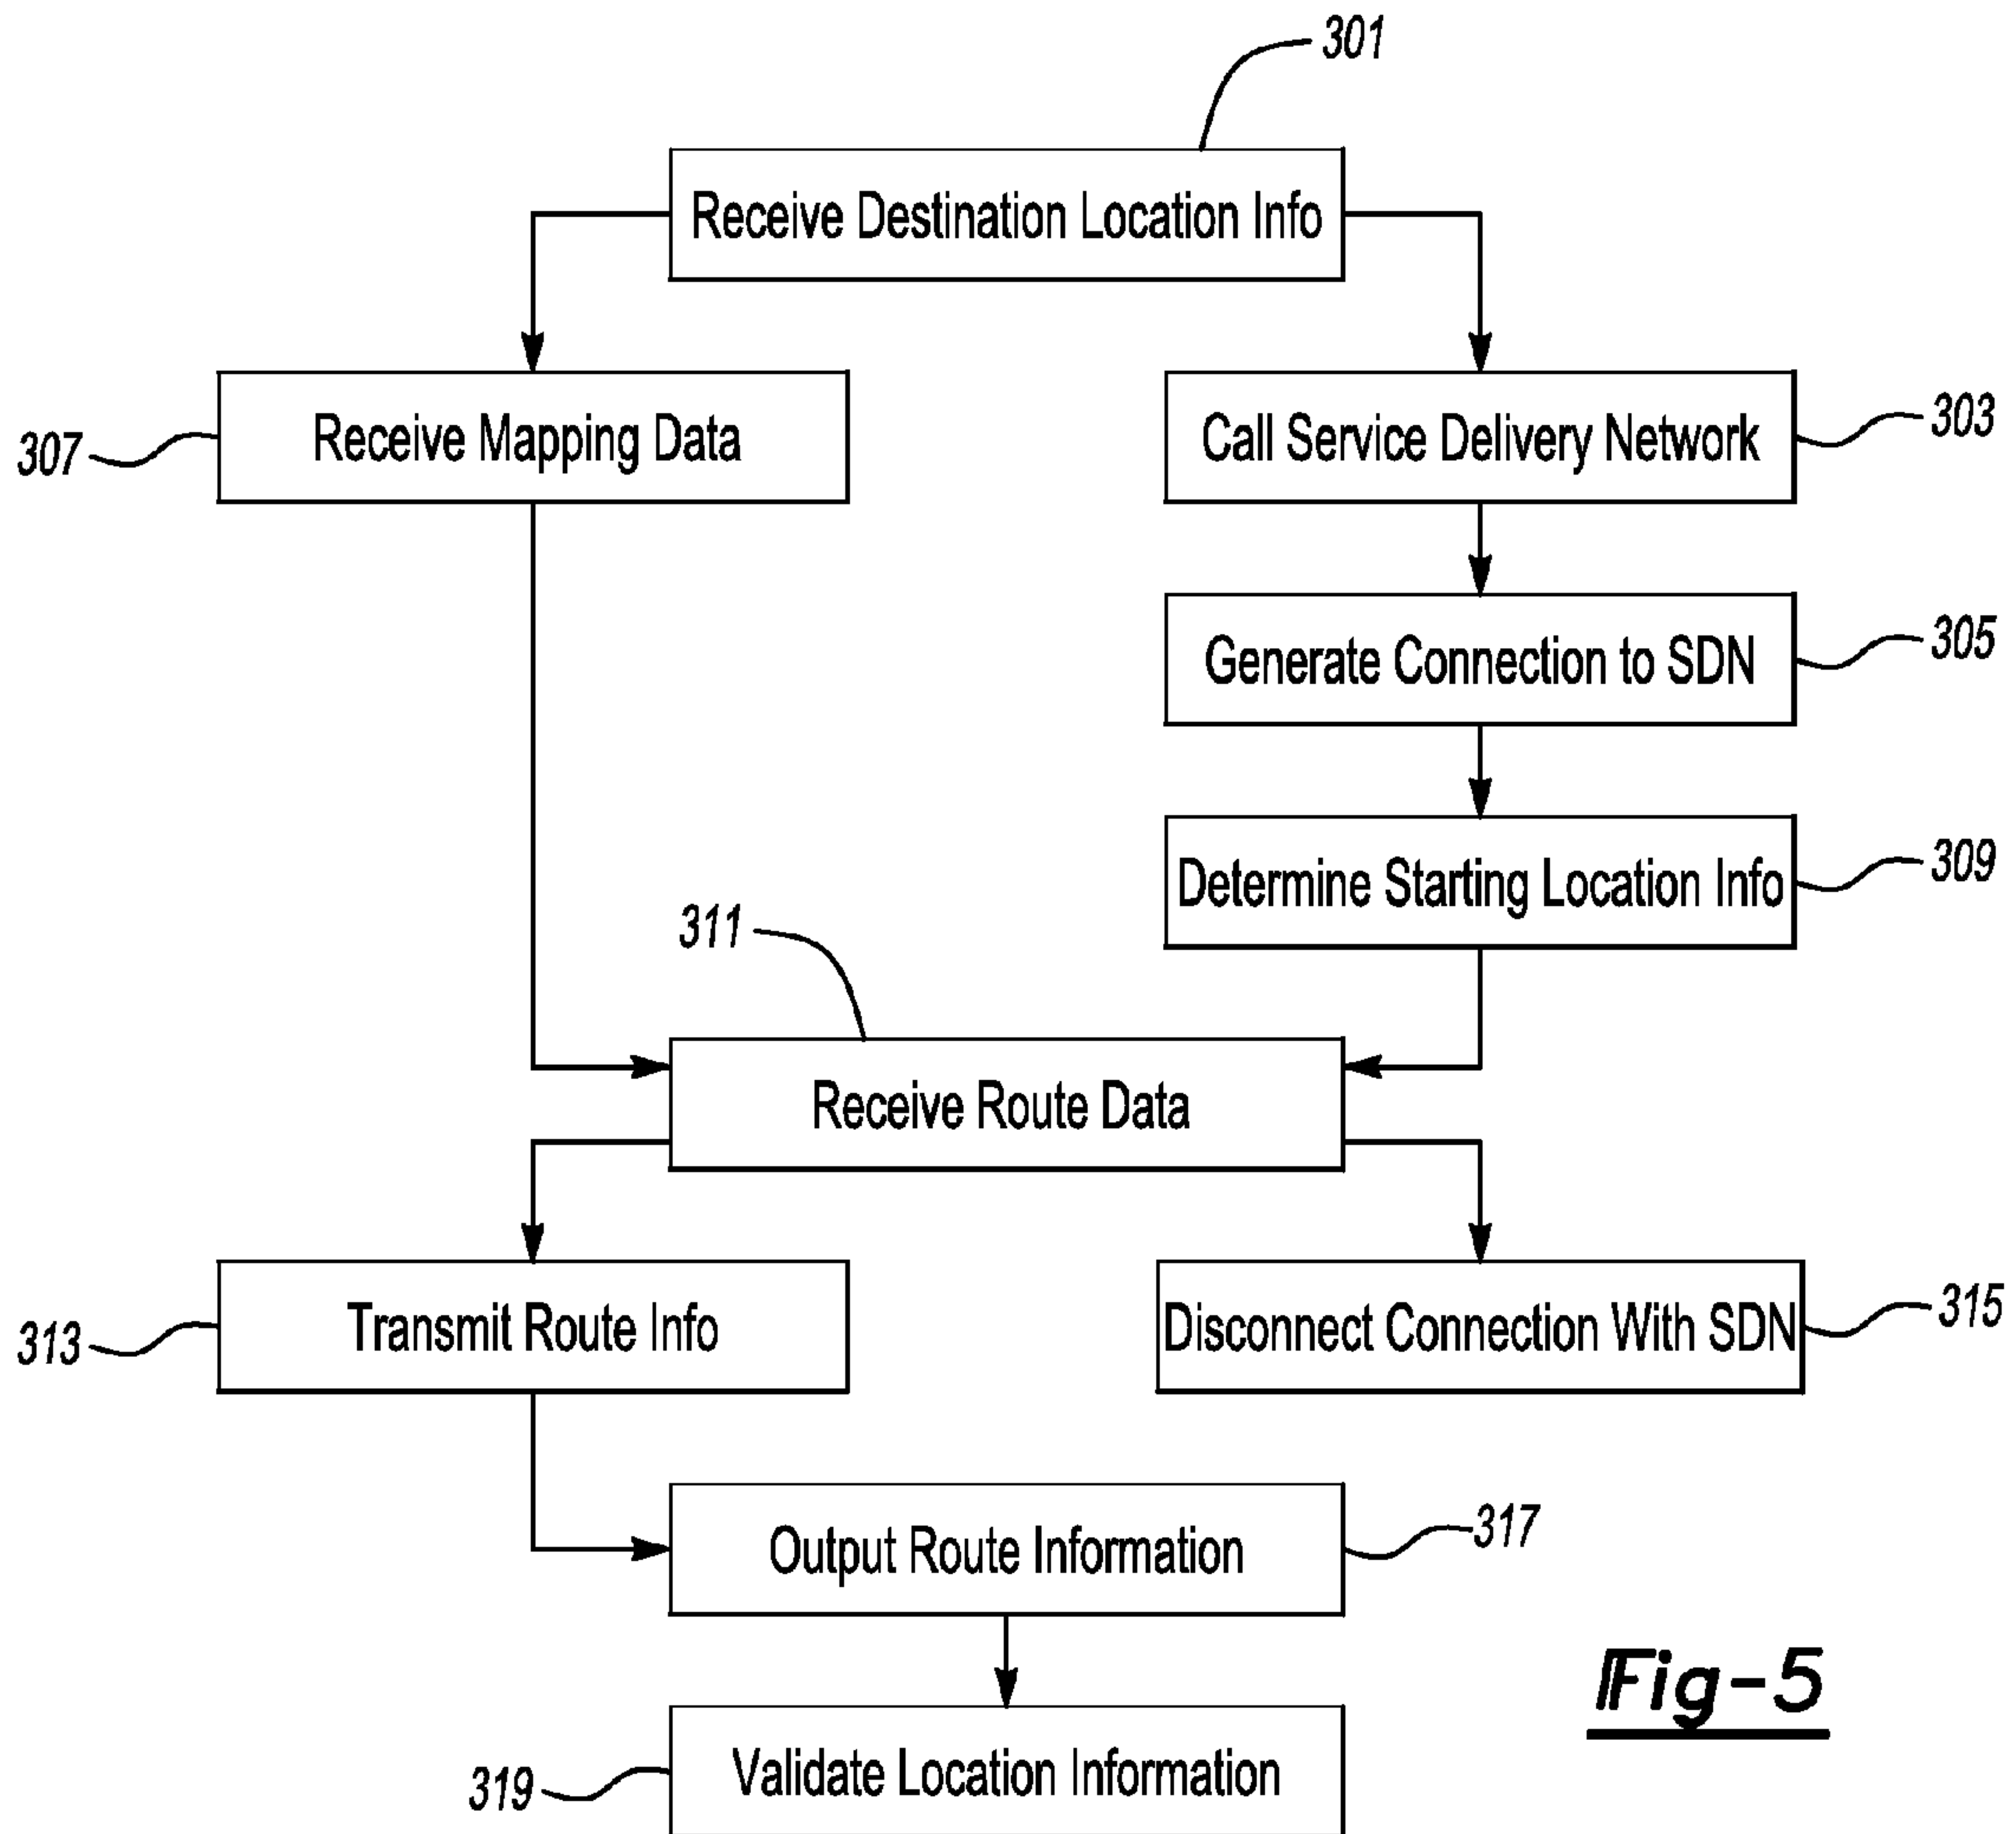 301
Receive Destination Location Info
307
Receive Mapping Data
Call Service Delivery Network
303
Generate Connection to SDN
305
Determine Starting Location Info
309
311
Receive Route Data
313
Transmit Route Info
Disconnect Connection With SDN
315
Output Route Information
317
319
Validate Location Information
Fig-5